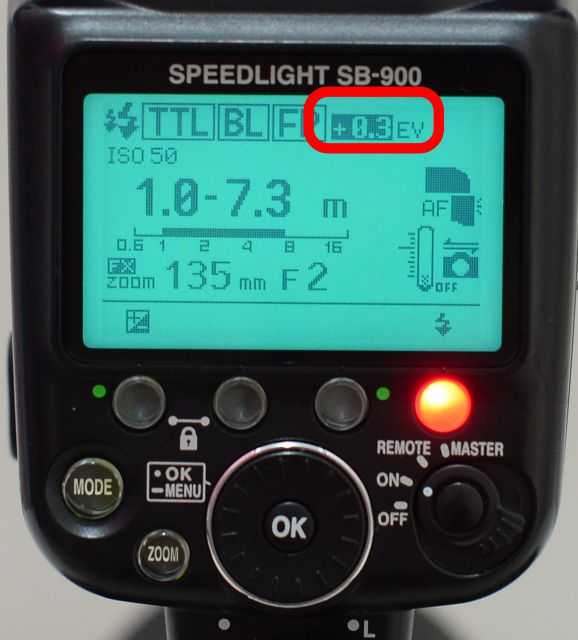 SPEEDLIGHT SB-900
TTL BL FP +0.3 EV
ISO 50
1.0-7.3 m
AF
0.6 1 2 4 8 16
FX
zoom 135 mm F 2
OFF
REMOTE MASTER
• OK
– MENU
ON
MODE
OFF
OK
ZOOM
L